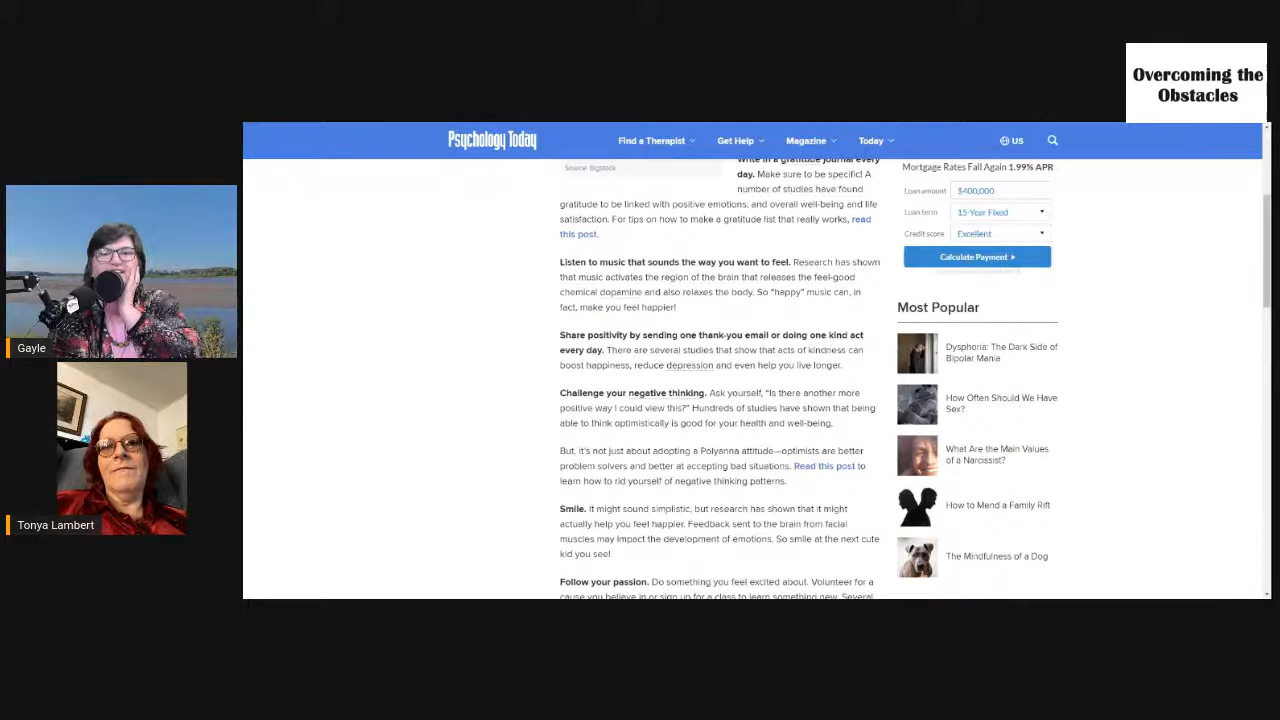 Overcoming the
Obstacles
Psychology Today
Find a Therapist
Get Help
Magazine
Today
US
Source: Bigstock
Write in a gratitude journal every
day. Make sure to be specific! A
number of studies have found
gratitude to be linked with positive emotions, and overall well-being and life
satisfaction. For tips on how to make a gratitude list that really works, read
this post.
Listen to music that sounds the way you want to feel. Research has shown
that music activates the region of the brain that releases the feel-good
chemical dopamine and also relaxes the body. So “happy” music can, in
fact, make you feel happier!
Share positivity by sending one thank-you email or doing one kind act
every day. There are several studies that show that acts of kindness can
boost happiness, reduce depression and even help you live longer.
Challenge your negative thinking. Ask yourself, “Is there another more
positive way I could view this?” Hundreds of studies have shown that being
able to think optimistically is good for your health and well-being.
But, it's not just about adopting a Polyanna attitude—optimists are better
problem solvers and better at accepting bad situations. Read this post to
learn how to rid yourself of negative thinking patterns.
Smile. It might sound simplistic, but research has shown that it might
actually help you feel happier. Feedback sent to the brain from facial
muscles may impact the development of emotions. So smile at the next cute
kid you see!
Follow your passion. Do something you feel excited about. Volunteer for a
cause you believe in or sign up for a class to learn something new. Several
Mortgage Rates Fall Again 1.99% APR
Loan amount $400,000
Loan term 15-Year Fixed
Credit score Excellent
Calculate Payment
Most Popular
Dysphoria: The Dark Side of
Bipolar Mania
How Often Should We Have
Sex?
What Are the Main Values
of a Narcissist?
How to Mend a Family Rift
The Mindfulness of a Dog
Gayle
Tonya Lambert